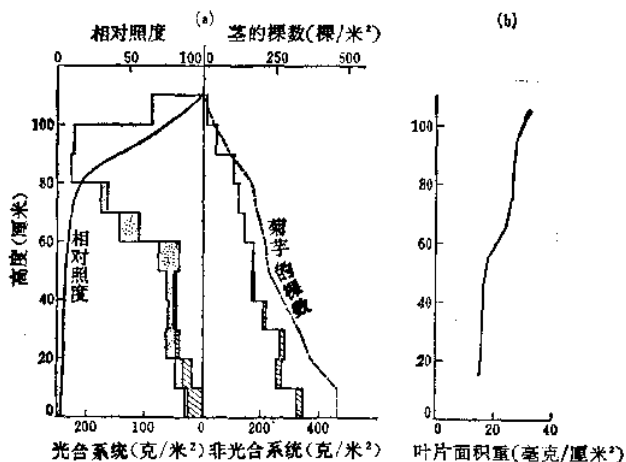 (a)
(b)
相对照度
茎的棵数(棵/米²)
0 50 100 0 250 500
高度(厘米)
100
80
60
40
20
0
相对照度
菊芋的棵数
200 100 0 200 400
光合系统(克/米²)
非光合系统(克/米²)
100
80
60
40
20
0
0 20 40
叶片面积重(毫克/厘米²)